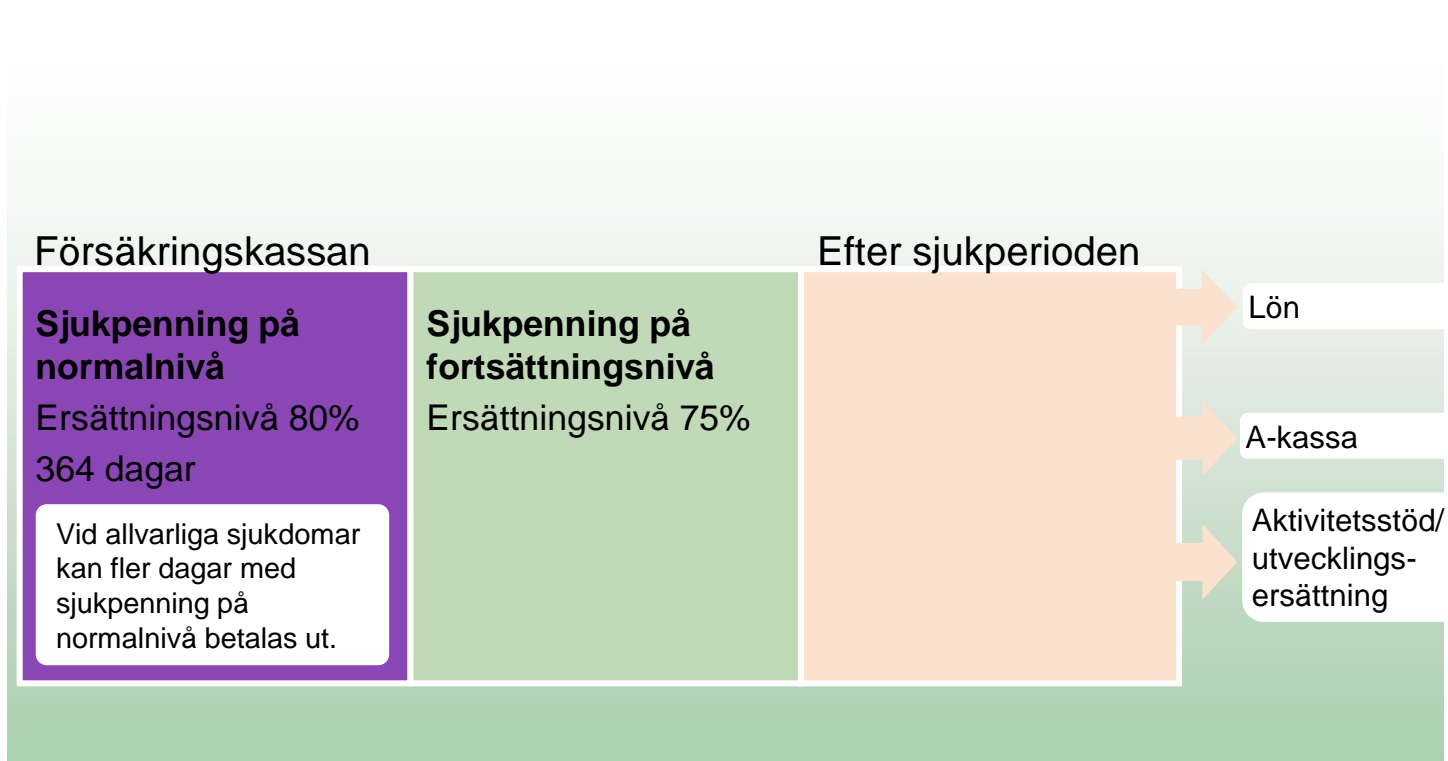 Försäkringskassan
Efter sjukperioden
Sjukpenning på
normalnivå
Ersättningsnivå 80%
364 dagar
Vid allvarliga sjukdomar
kan fler dagar med
sjukpenning på
normalnivå betalas ut.
Sjukpenning på
fortsättningsnivå
Ersättningsnivå 75%
Lön
A-kassa
Aktivitetsstöd/
utvecklings-
ersättning